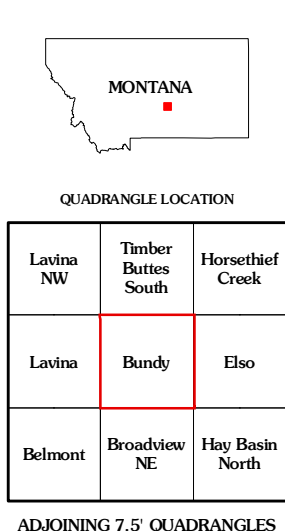 MONTANA
QUADRANGLE LOCATION
Lavina
NW
Timber
Buttes
South
Horsethief
Creek
Lavina
Bundy
Elso
Belmont
Broadview
NE
Hay Basin
North
ADJOINING 7.5' QUADRANGLES